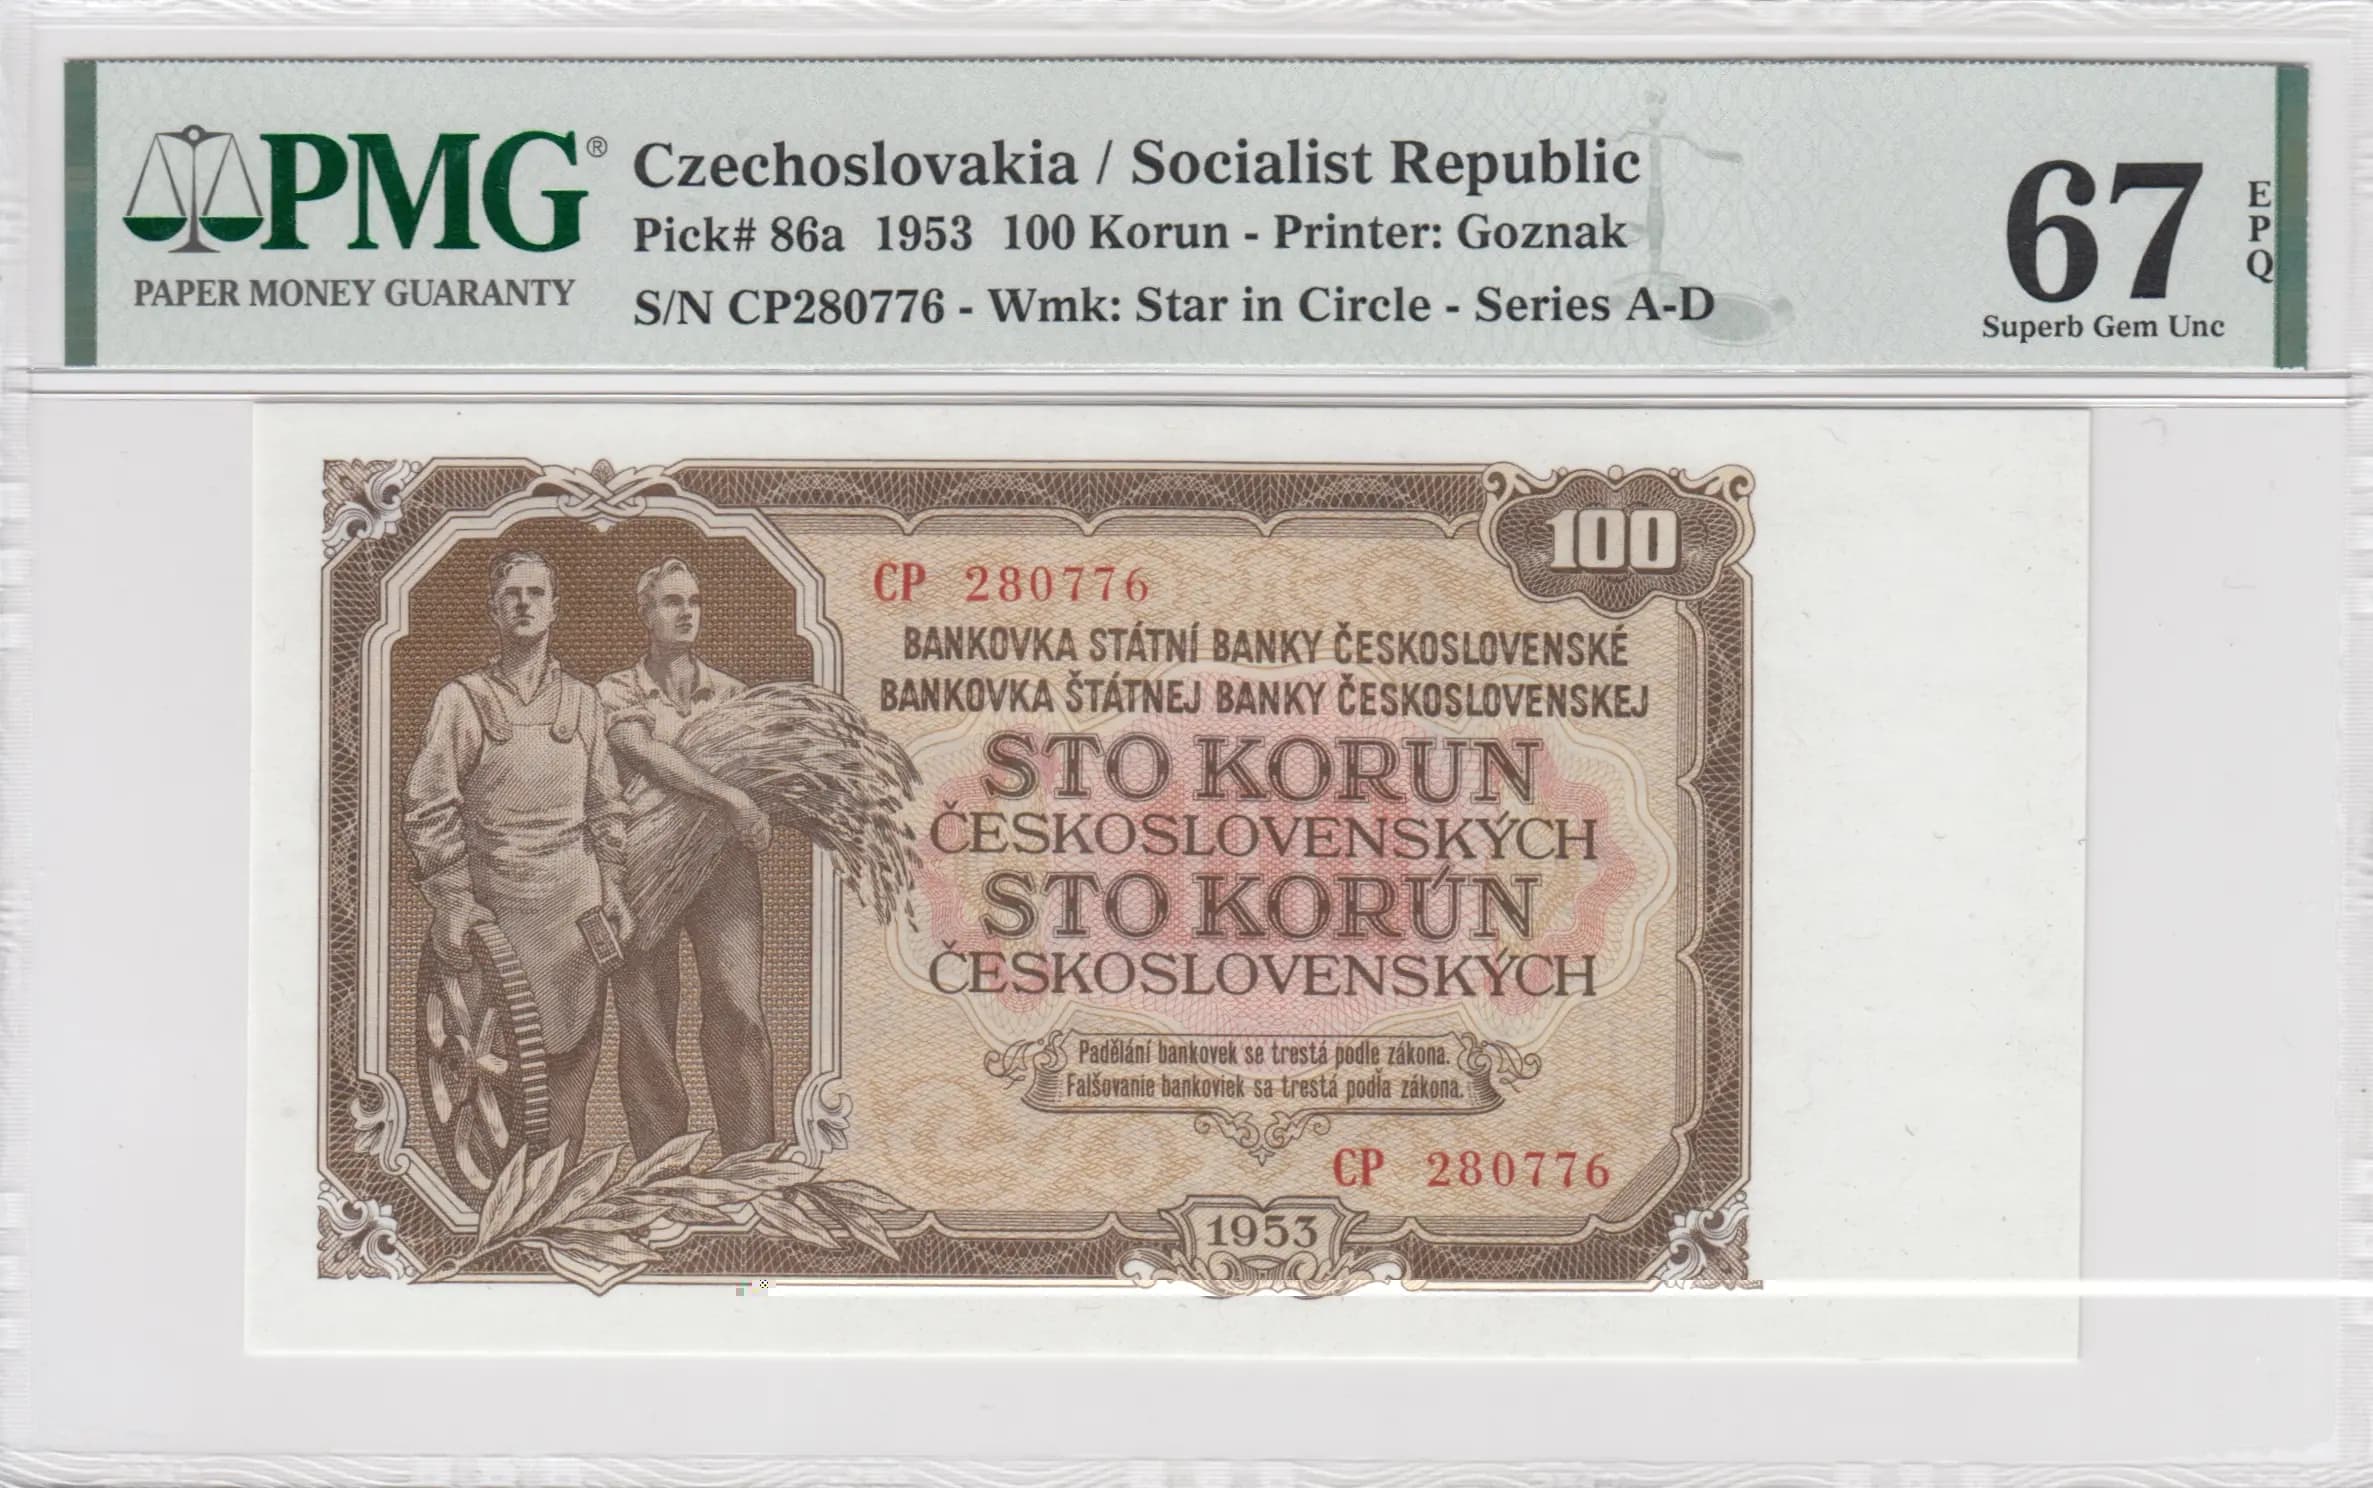 PMG®
PAPER MONEY GUARANTY
Czechoslovakia / Socialist Republic
Pick# 86a 1953 100 Korun - Printer: Goznak
S/N CP280776 - Wmk: Star in Circle - Series A-D
67
EPQ
Superb Gem Unc
100
CP 280776
BANKOVKA STÁTNÍ BANKY ČESKOSLOVENSKÉ
BANKOVKA ŠTÁTNEJ BANKY ČESKOSLOVENSKEJ
STO KORUN
ČESKOSLOVENSKÝCH
STO KORÚN
ČESKOSLOVENSKÝCH
Padělání bankovek se trestá podle zákona.
Falšovanie bankoviek sa trestá podľa zákona.
CP 280776
1953